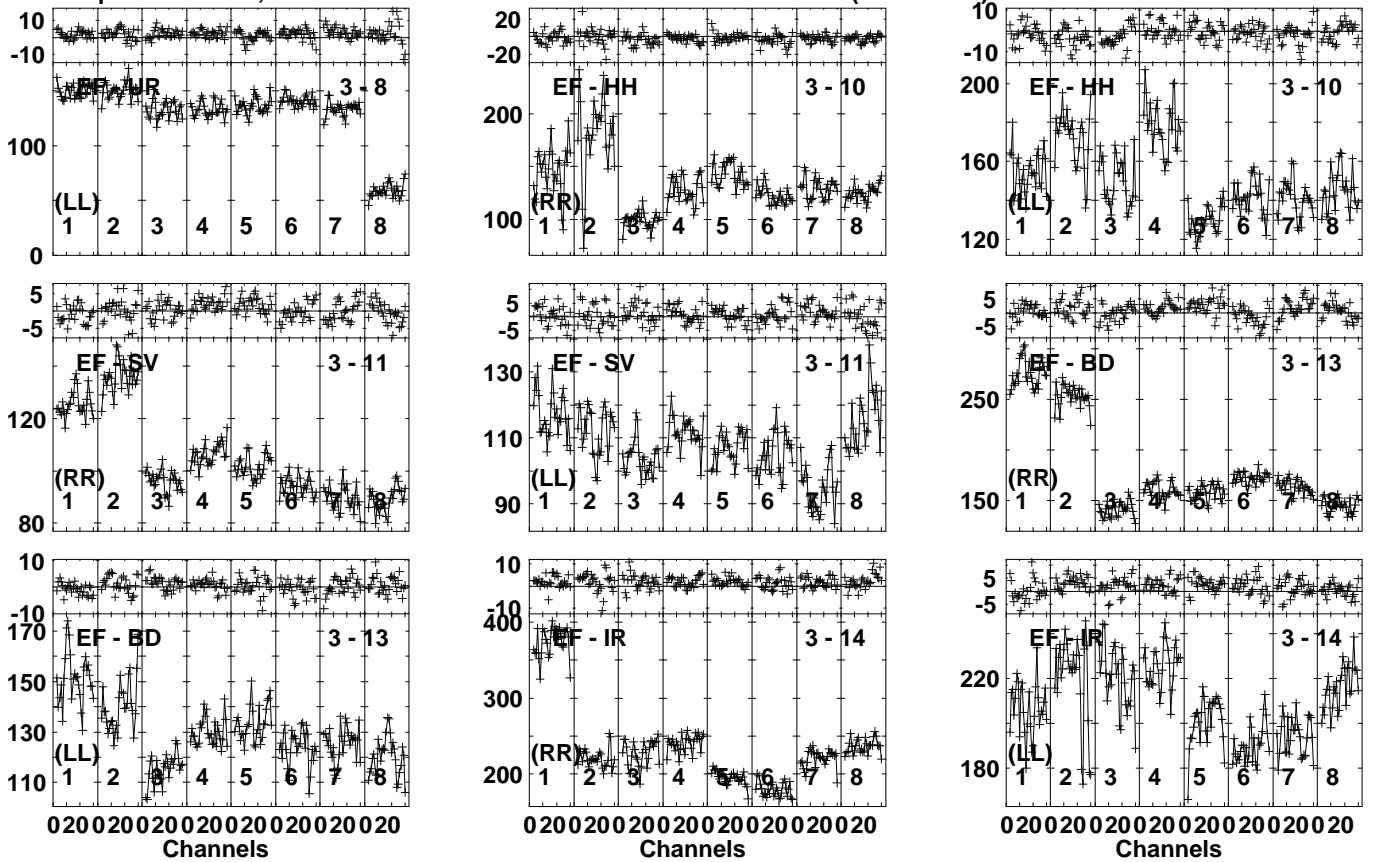 10 20 10
-10 -20 -10
EF - UR 3 - 8 EF - HH 3 - 10 EF - HH 3 - 10
200 200
100 160
(LL) (RR) (LL)
1 2 3 4 5 6 7 8 100 1 2 3 4 5 6 7 8 1 2 3 4 5 6 7 8
0 120
5 5 5
-5 -5 -5
EF - SV 3 - 11 EF - SV 3 - 11 EF - BD 3 - 13
130 250
120 110
(RR) (LL) (RR)
1 2 3 4 5 6 7 8 1 2 3 4 5 6 7 8 150 1 2 3 4 5 6 7 8
80 90
10 10 5
-10 -10 -5
170 EF - BD 3 - 13 400 EF - IR 3 - 14 EF - IR 3 - 14
150 300 220
130
(LL) (RR) (LL)
110 1 2 3 4 5 6 7 8 200 1 2 3 4 5 6 7 8 180 1 2 3 4 5 6 7 8
0 20 0 20 0 20 0 20 0 20 0 20 0 20 0 20 0 20 0 20 0 20 0 20 0 20 0 20 0 20 0 20 0 20 0 20 0 20 0 20 0 20 0 20 0 20 0 20
Channels Channels Channels